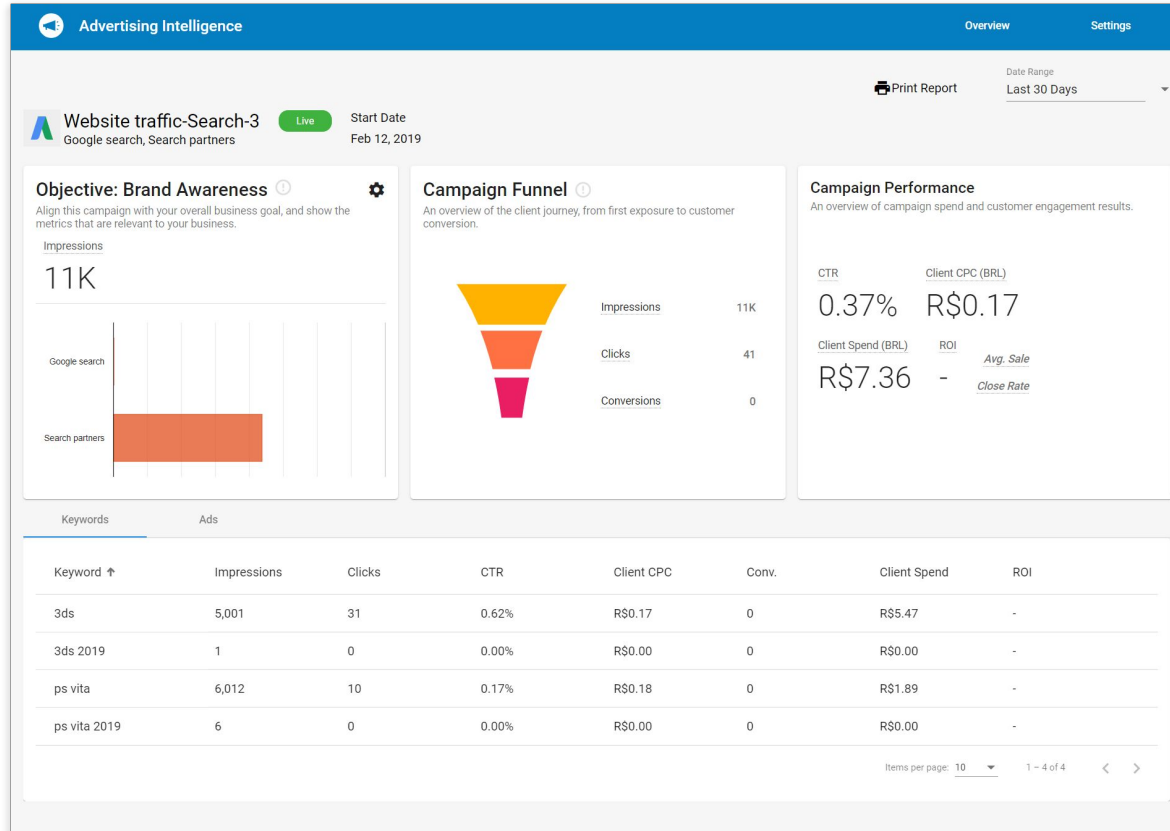 Advertising Intelligence
Overview
Settings
Print Report
Date Range
Last 30 Days
Website traffic-Search-3
Live
Google search, Search partners
Start Date
Feb 12, 2019
Objective: Brand Awareness
Align this campaign with your overall business goal, and show the
metrics that are relevant to your business.
Impressions
11K
Google search
Search partners
Campaign Funnel
An overview of the client journey, from first exposure to customer
conversion.
Impressions 11K
Clicks 41
Conversions 0
Campaign Performance
An overview of campaign spend and customer engagement results.
CTR Client CPC (BRL)
0.37% R$0.17
Client Spend (BRL) ROI
R$7.36 -
Avg. Sale
Close Rate
Keywords Ads
Keyword Impressions Clicks CTR Client CPC Conv. Client Spend ROI
3ds 5,001 31 0.62% R$0.17 0 R$5.47 -
3ds 2019 1 0 0.00% R$0.00 0 R$0.00 -
ps vita 6,012 10 0.17% R$0.18 0 R$1.89 -
ps vita 2019 6 0 0.00% R$0.00 0 R$0.00 -
Items per page: 10 1 – 4 of 4